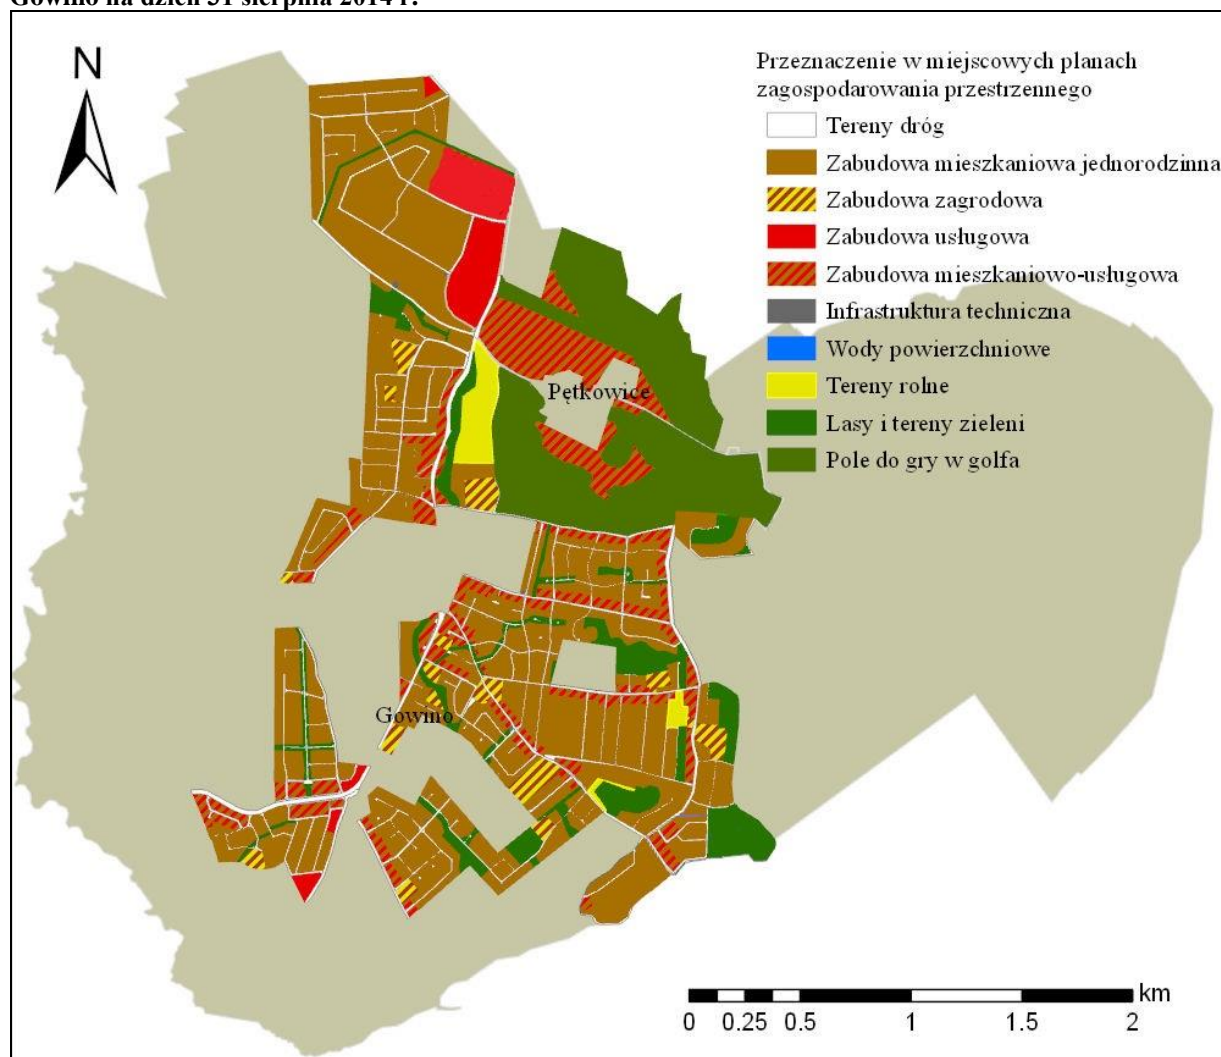 Gowino na dzień 31 sierpnia 2014 r.
N
Przeznaczenie w miejscowych planach
zagospodarowania przestrzennego
Tereny dróg
Zabudowa mieszkaniowa jednorodzinna
Zabudowa zagrodowa
Zabudowa usługowa
Zabudowa mieszkaniowo-usługowa
Infrastruktura techniczna
Wody powierzchniowe
Tereny rolne
Lasy i tereny zieleni
Pole do gry w golfa
Pętkowice
Gowino
km
0 0.25 0.5 1 1.5 2